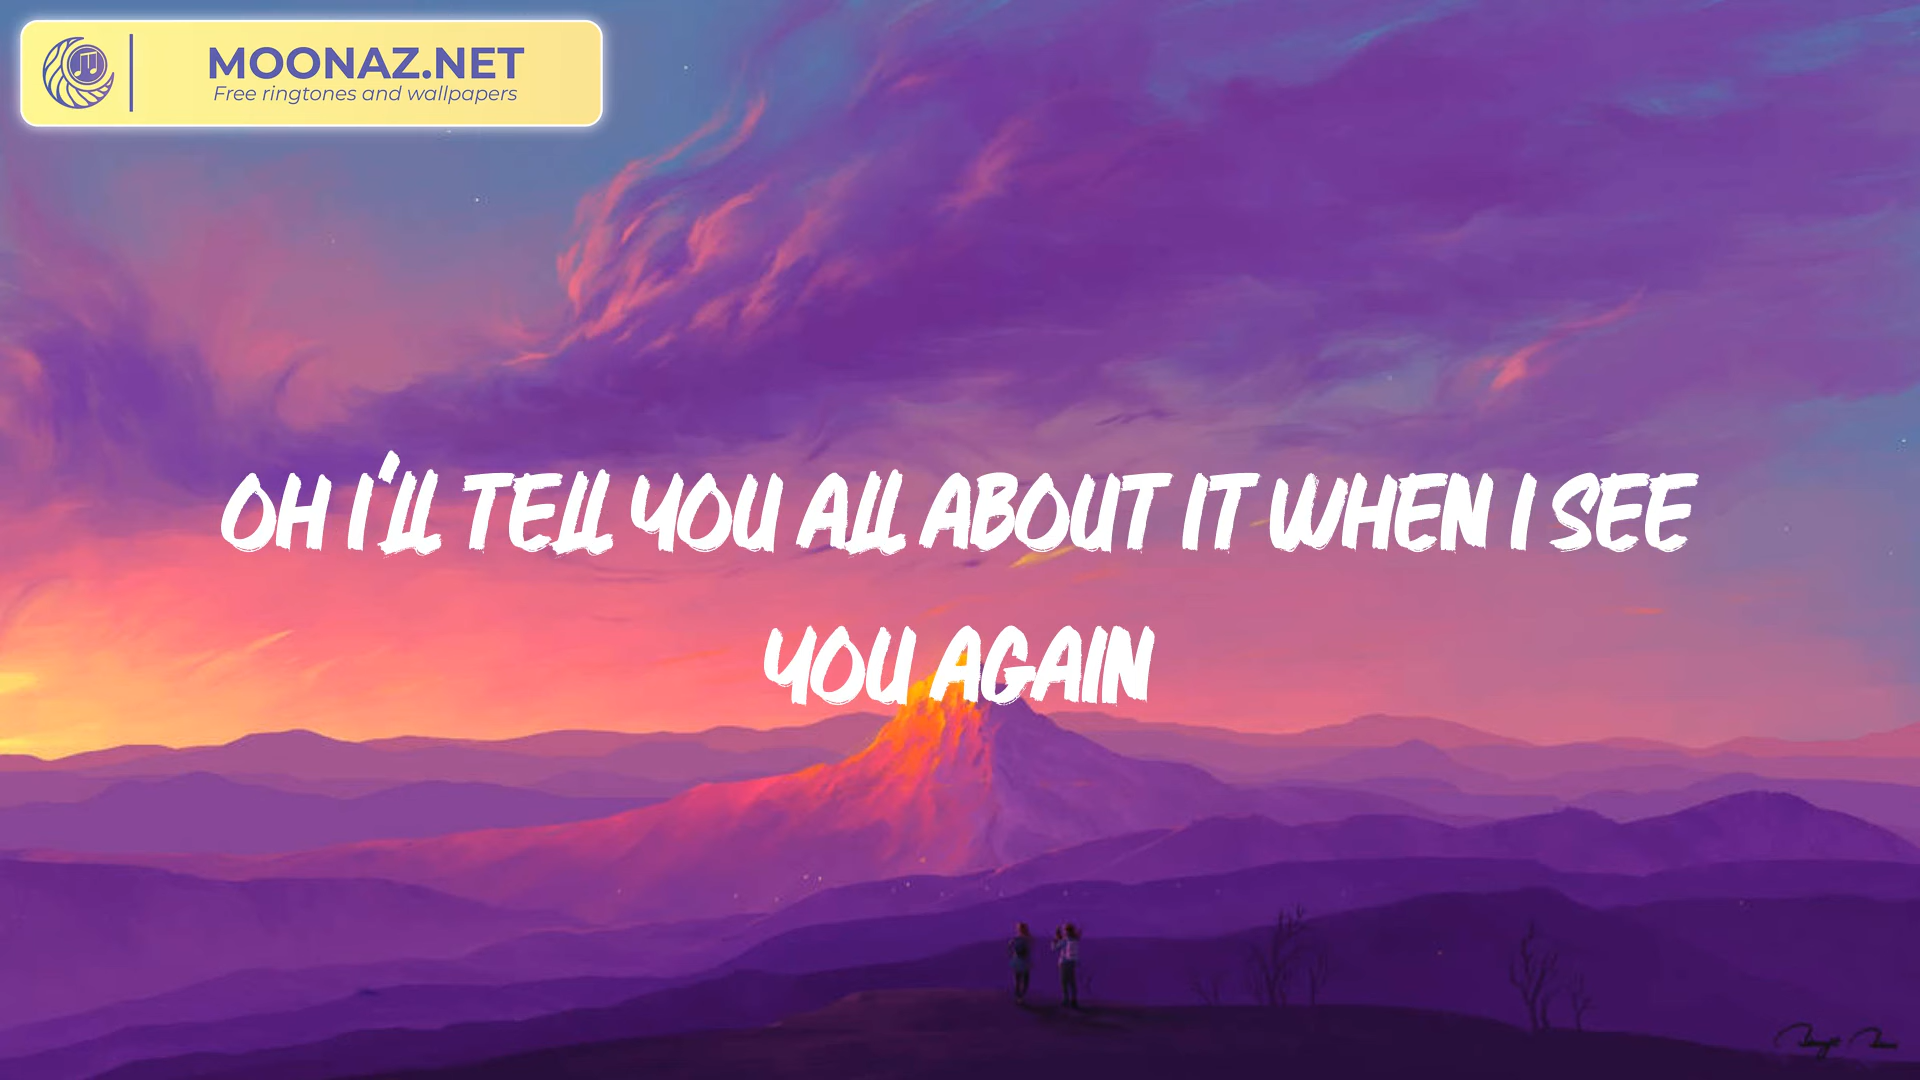 MOONAZ.NET
Free ringtones and wallpapers
OH I'LL TELL YOU ALL ABOUT IT WHEN I SEE
YOU AGAIN